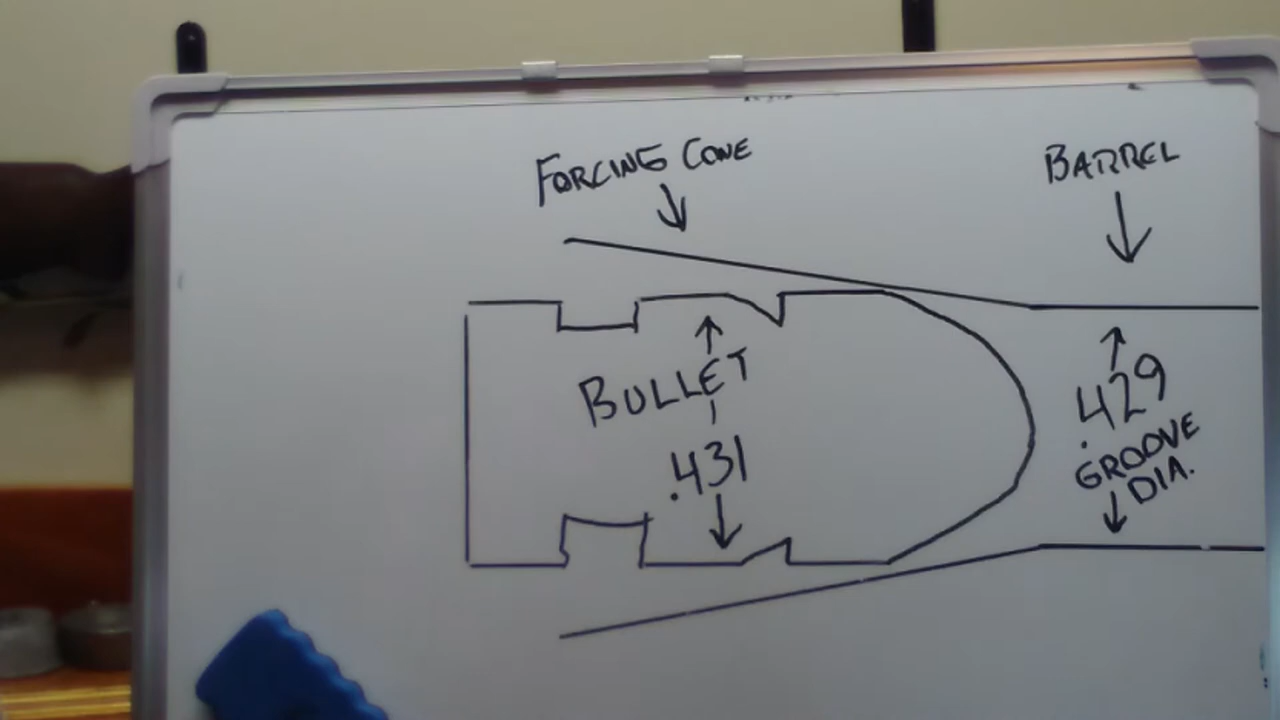 FORCING CONE
BARREL
BULLET
.431
.429
GROOVE
DIA.